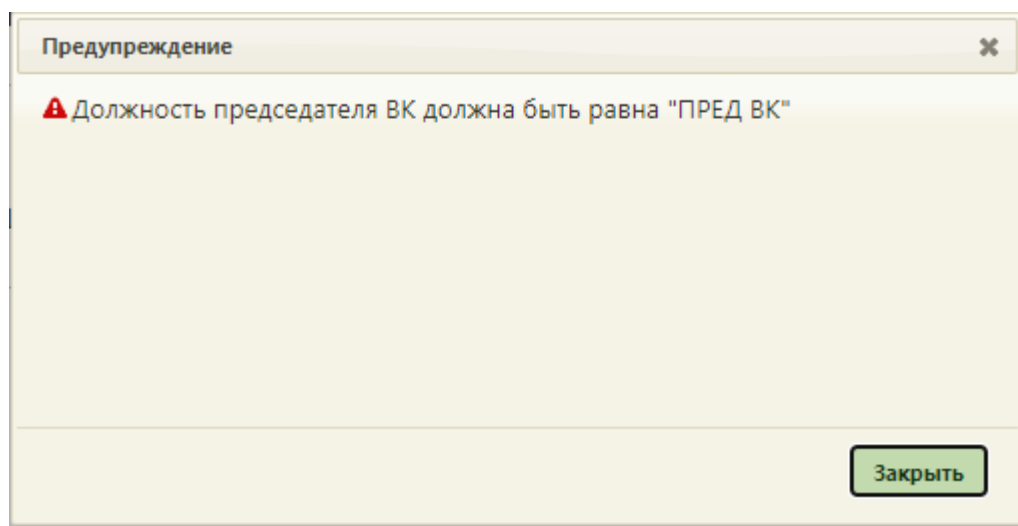 Предупреждение
Должность председателя ВК должна быть равна "ПРЕД ВК"
Закрыть